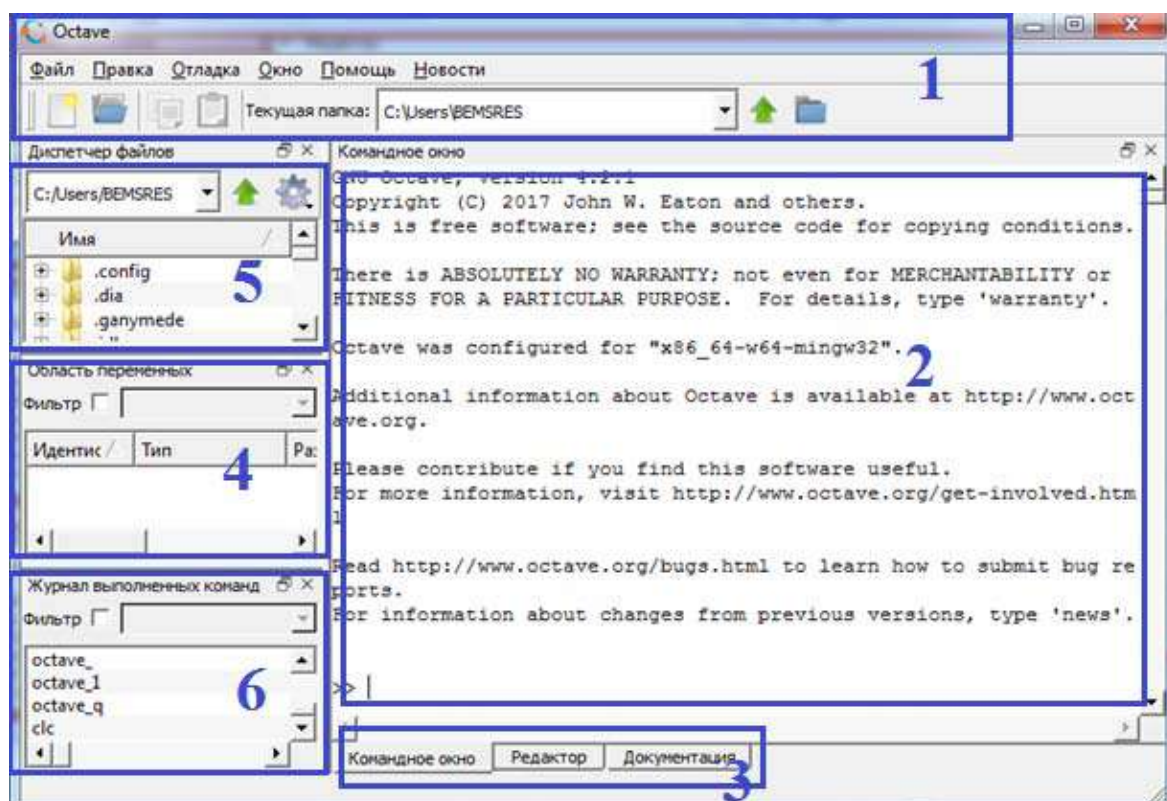 Octave
Файл Правка Отладка Окно Помощь Новости
1
Текущая папка: C:\Users\BEMSRES
Диспетчер файлов
C:/Users/BEMSRES
Имя
.config
.dia
.ganymede
5
Область переменных
Фильтр
Идентис Тип Ра:
4
Журнал выполненных команд
Фильтр
octave_
octave_1
octave_q
clc
6
Командное окно
GNU Octave, version 4.2.1
Copyright (C) 2017 John W. Eaton and others.
This is free software; see the source code for copying conditions.
There is ABSOLUTELY NO WARRANTY; not even for MERCHANTABILITY or
FITNESS FOR A PARTICULAR PURPOSE. For details, type 'warranty'.
Octave was configured for "x86_64-w64-mingw32".
2
Additional information about Octave is available at http://www.oct
ave.org.
Please contribute if you find this software useful.
For more information, visit http://www.octave.org/get-involved.htm
l
Read http://www.octave.org/bugs.html to learn how to submit bug re
ports.
For information about changes from previous versions, type 'news'.
>>
Командное окно Редактор Документация
3